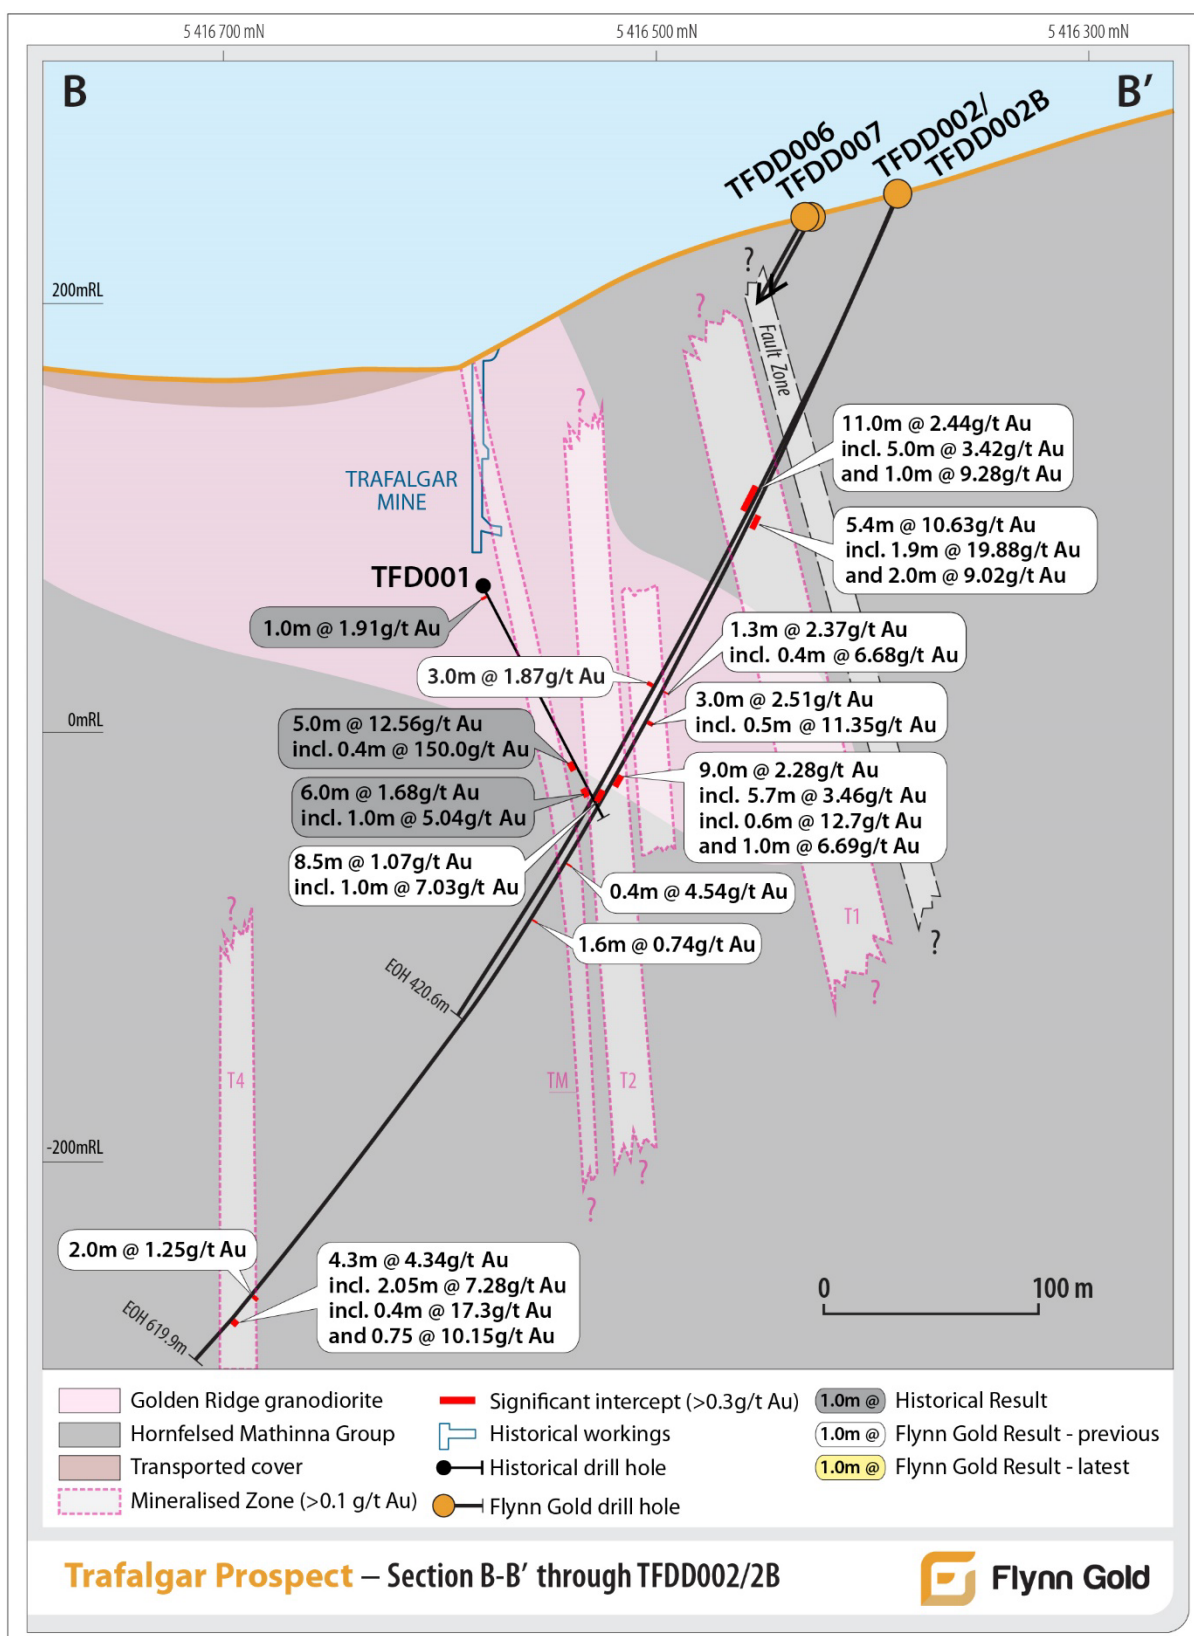 5 416 700 mN
5 416 500 mN
5 416 300 mN
B
B′
TFDD006
TFDD007
TFDD002/
TFDD002B
200mRL
?
?
Fault Zone
?
TRAFALGAR
MINE
11.0m @ 2.44g/t Au
incl. 5.0m @ 3.42g/t Au
and 1.0m @ 9.28g/t Au
5.4m @ 10.63g/t Au
incl. 1.9m @ 19.88g/t Au
and 2.0m @ 9.02g/t Au
TFD001
1.0m @ 1.91g/t Au
1.3m @ 2.37g/t Au
incl. 0.4m @ 6.68g/t Au
3.0m @ 1.87g/t Au
3.0m @ 2.51g/t Au
incl. 0.5m @ 11.35g/t Au
0mRL
5.0m @ 12.56g/t Au
incl. 0.4m @ 150.0g/t Au
9.0m @ 2.28g/t Au
incl. 5.7m @ 3.46g/t Au
incl. 0.6m @ 12.7g/t Au
and 1.0m @ 6.69g/t Au
6.0m @ 1.68g/t Au
incl. 1.0m @ 5.04g/t Au
8.5m @ 1.07g/t Au
incl. 1.0m @ 7.03g/t Au
0.4m @ 4.54g/t Au
?
T1
1.6m @ 0.74g/t Au
?
?
EOH 420.6m
T4
TM
T2
-200mRL
?
?
2.0m @ 1.25g/t Au
4.3m @ 4.34g/t Au
incl. 2.05m @ 7.28g/t Au
incl. 0.4m @ 17.3g/t Au
and 0.75 @ 10.15g/t Au
EOH 619.9m
0
100 m
Golden Ridge granodiorite
Hornfelsed Mathinna Group
Transported cover
Mineralised Zone (>0.1 g/t Au)
Significant intercept (>0.3g/t Au)
Historical workings
Historical drill hole
Flynn Gold drill hole
1.0m @ Historical Result
1.0m @ Flynn Gold Result - previous
1.0m @ Flynn Gold Result - latest
Trafalgar Prospect – Section B-B′ through TFDD002/2B
Flynn Gold